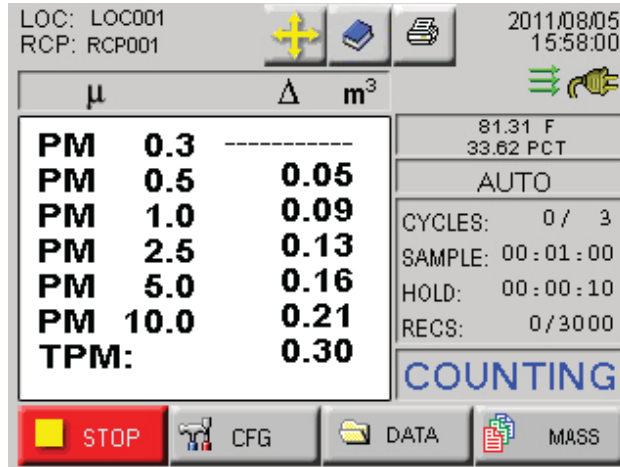 LOC: LOC001
RCP: RCP001
2011/08/05
15:58:00
µ Δ m³
PM 0.3 -----------
PM 0.5 0.05
PM 1.0 0.09
PM 2.5 0.13
PM 5.0 0.16
PM 10.0 0.21
TPM: 0.30
81.31 F
33.62 PCT
AUTO
CYCLES: 0/ 3
SAMPLE: 00:01:00
HOLD: 00:00:10
RECS: 0/3000
COUNTING
STOP CFG DATA MASS